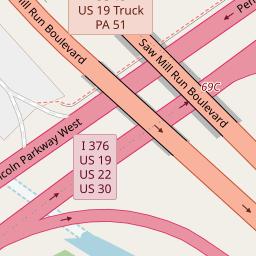 US 19 Truck
PA 51
Mill Run Boulevard
Saw Mill Run Boulevard
Pen
69C
Lincoln Parkway West
I 376
US 19
US 22
US 30